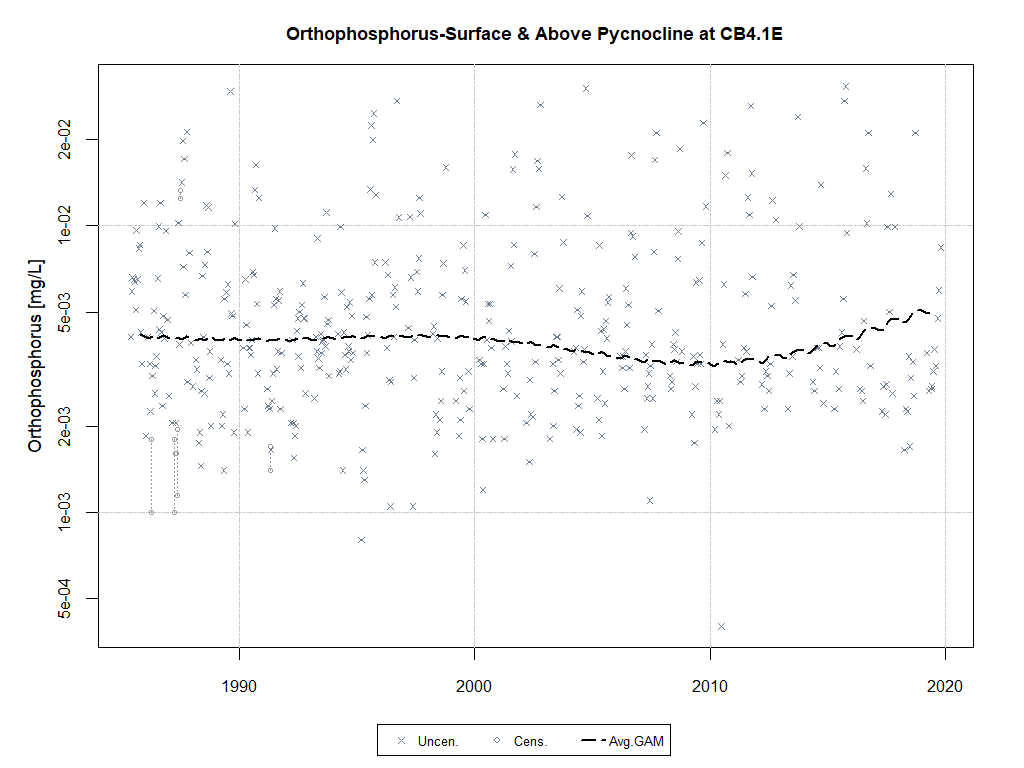 Orthophosphorus-Surface & Above Pycnocline at CB4.1E
Orthophosphorus [mg/L]
2e-02
1e-02
5e-03
2e-03
1e-03
5e-04
1990 2000 2010 2020
Uncen. Cens. Avg.GAM